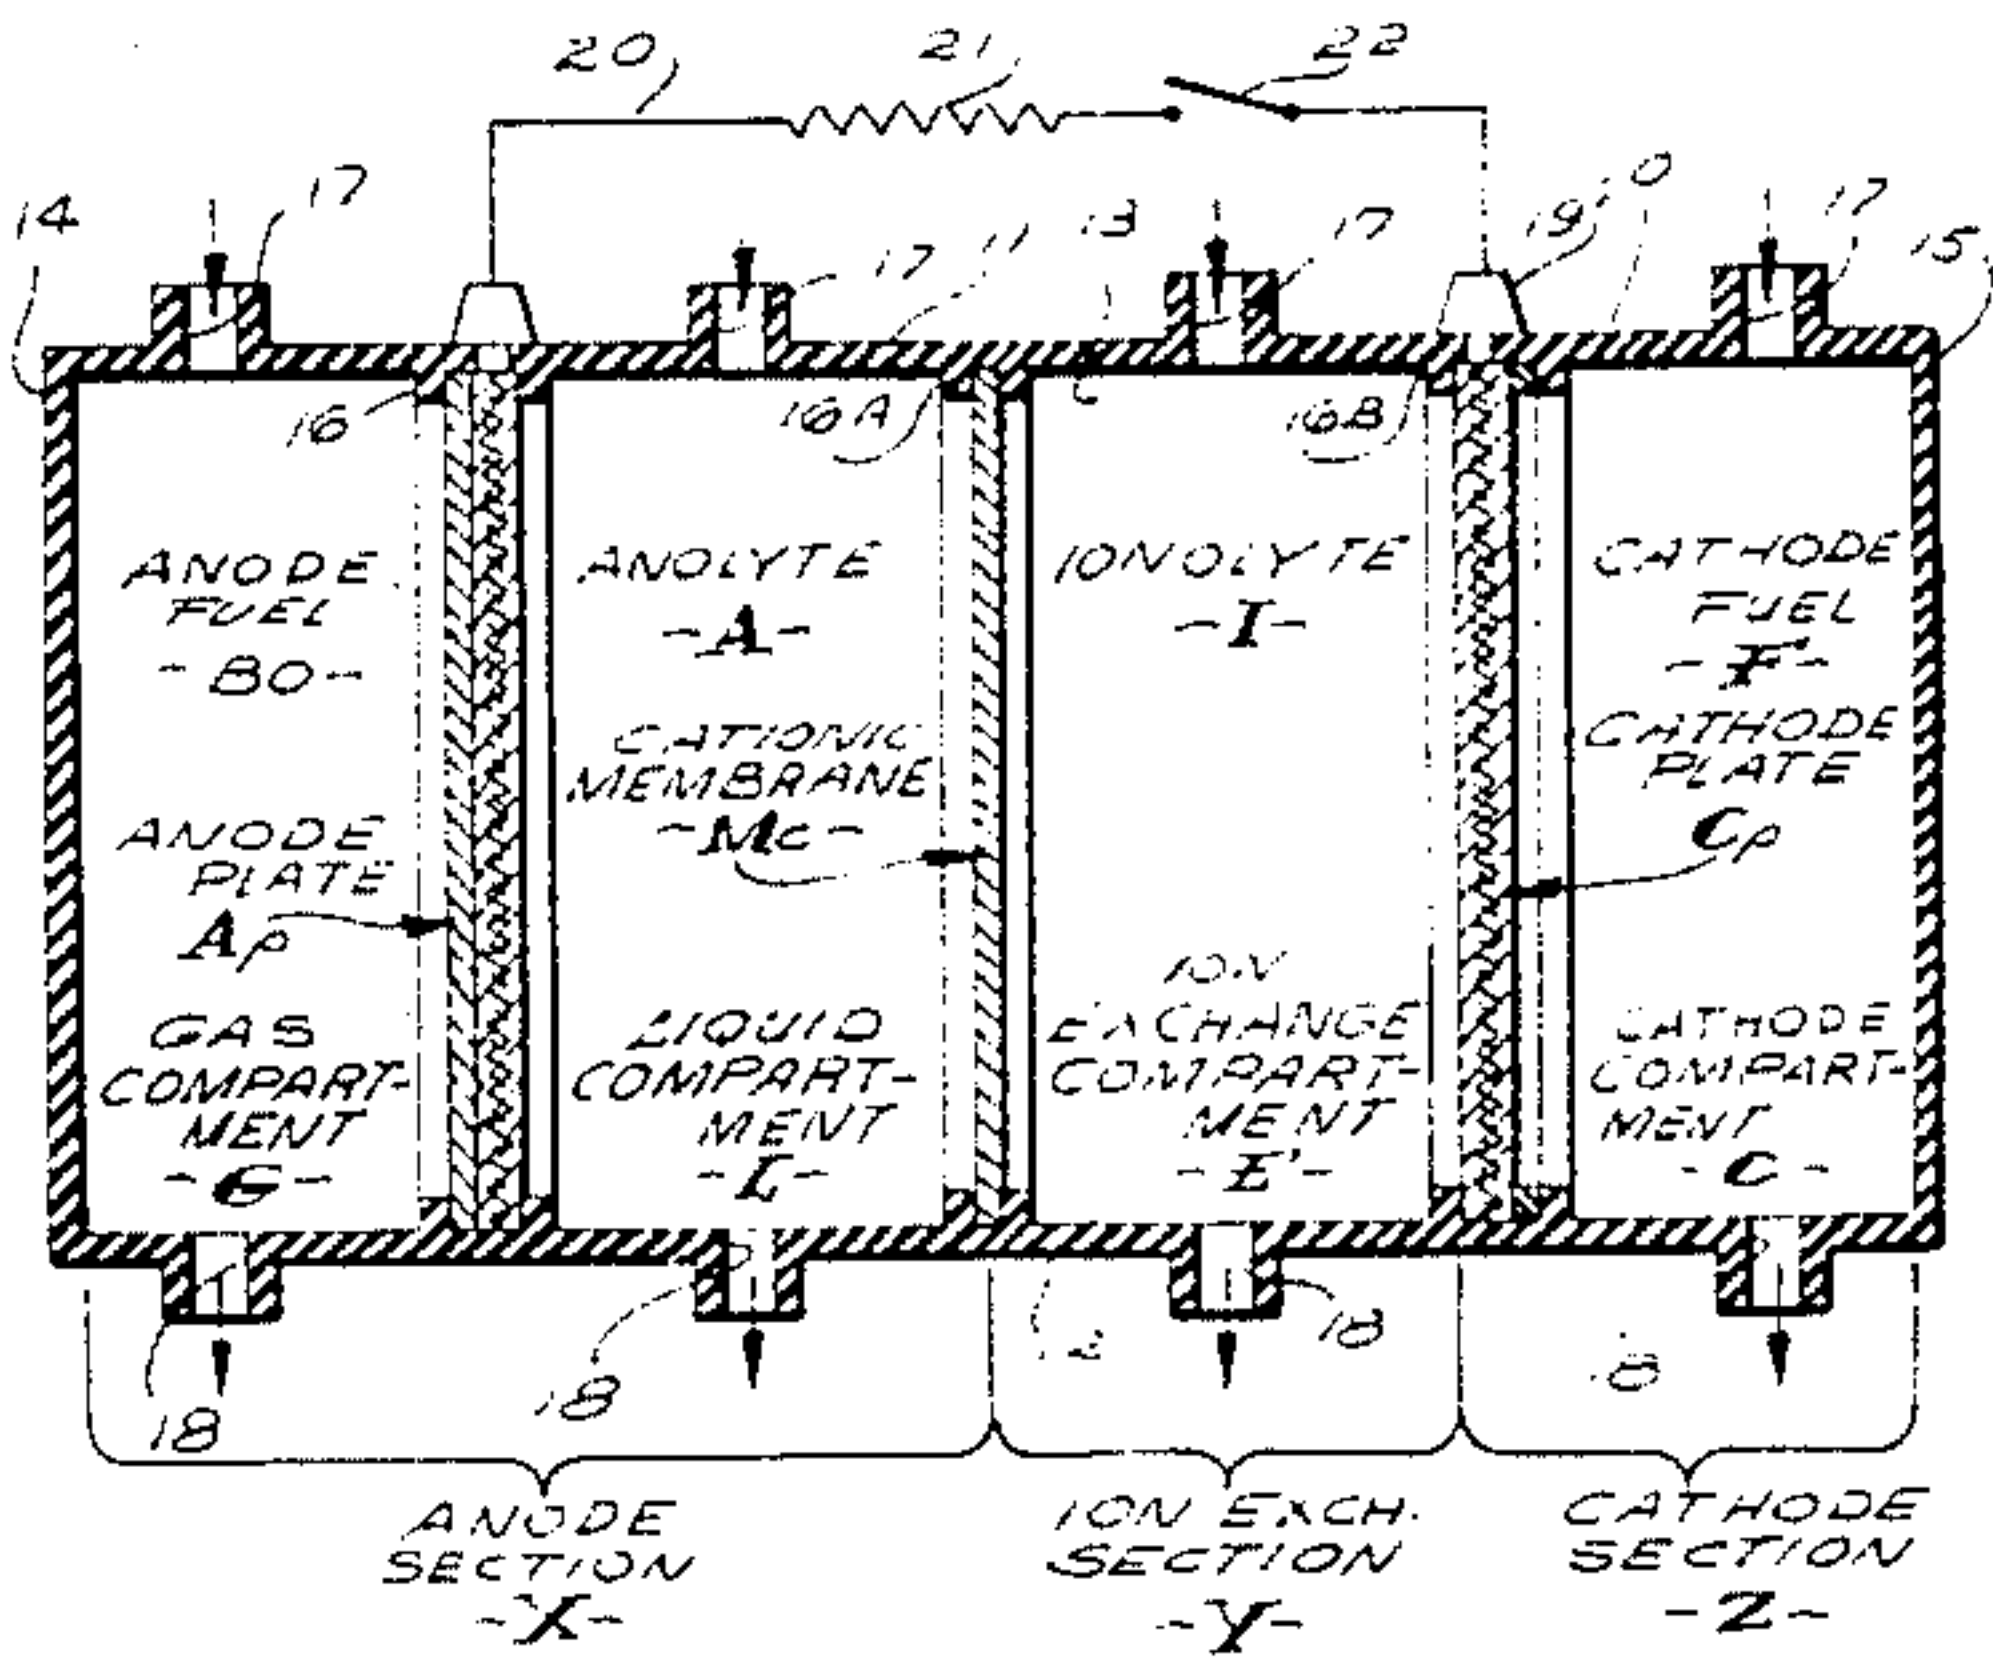 20
21
22
14
17
17
11
13
17
19
10
17
15
16
16A
16B
ANODE
FUEL
- BO -
ANODE
PLATE
Ap
GAS
COMPART-
MENT
- G -
ANOLYTE
- A -
CATIONIC
MEMBRANE
- Mc -
LIQUID
COMPART-
MENT
- L -
IONOLYTE
- I -
ION
EXCHANGE
COMPART-
MENT
- E -
CATHODE
FUEL
- F -
CATHODE
PLATE
Cp
CATHODE
COMPART-
MENT
- C -
18
18
12
18
18
ANODE
SECTION
- X -
ION EXCH.
SECTION
- Y -
CATHODE
SECTION
- Z -